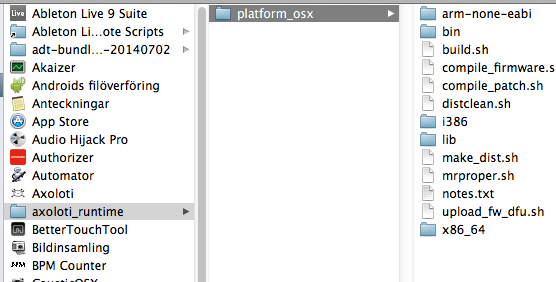 Ableton Live 9 Suite
Ableton Li...ote Scripts
adt-bundl...-20140702
Akaizer
Androids filöverföring
Anteckningar
App Store
Audio Hijack Pro
Authorizer
Automator
Axoloti
axoloti_runtime
BetterTouchTool
Bildinsamling
BPM Counter
CausticOSX
platform_osx
arm-none-eabi
bin
build.sh
compile_firmware.s
compile_patch.sh
distclean.sh
i386
lib
make_dist.sh
mrproper.sh
notes.txt
upload_fw_dfu.sh
x86_64